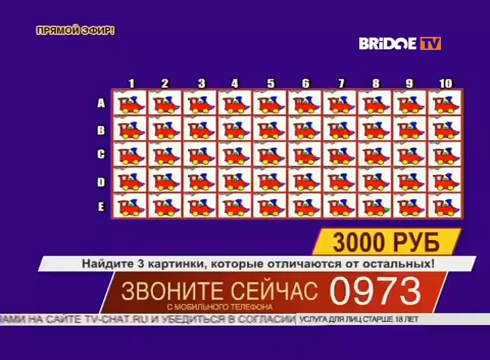 ПРЯМОЙ ЭФИР!
BRIDGE TV
1 2 3 4 5 6 7 8 9 10
A
B
C
D
E
3000 РУБ
Найдите 3 картинки, которые отличаются от остальных!
ЗВОНИТЕ СЕЙЧАС 0973
С МОБИЛЬНОГО ТЕЛЕФОНА
АМИ НА САЙТЕ TV-CHAT.RU И УБЕДИТЬСЯ В СОГЛАСИИ УСЛУГА ДЛЯ ЛИЦ СТАРШЕ 18 ЛЕТ